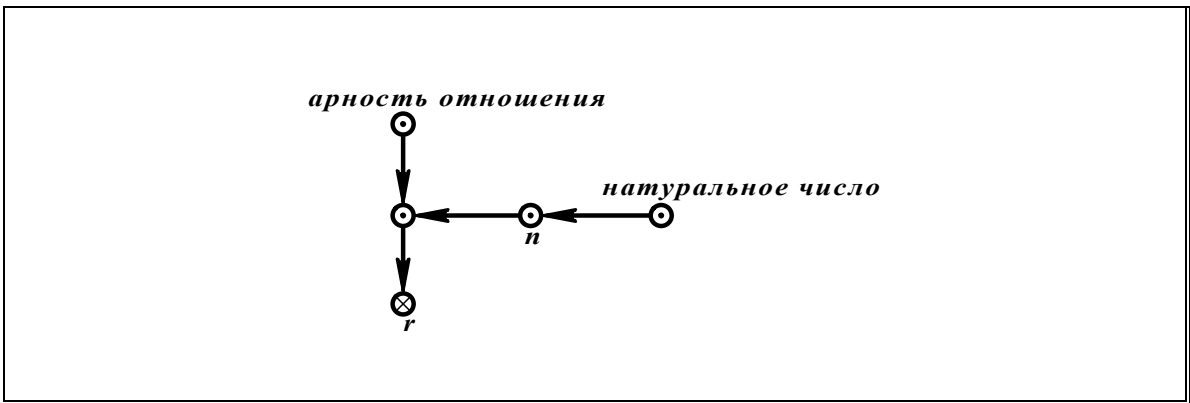 арность отношения
натуральное число
n
r